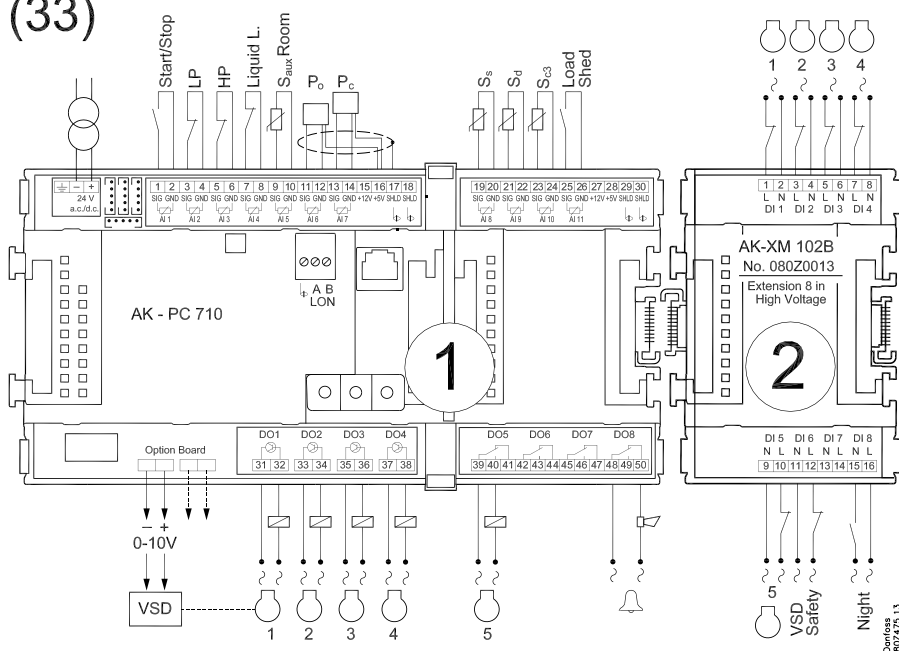 (33)
Start/Stop
LP
HP
Liquid L.
Saux Room
Po
Pc
Ss
Sd
Sc3
Load
Shed
1 2 3 4
− +
24 V
a.c./d.c.
1 2 3 4 5 6 7 8 9 10 11 12 13 14 15 16 17 18
SIG GND SIG GND SIG GND SIG GND SIG GND SIG GND SIG GND +12V +5V SHLD SHLD
AI 1 AI 2 AI 3 AI 4 AI 5 AI 6 AI 7
19 20 21 22 23 24 25 26 27 28 29 30
SIG GND SIG GND SIG GND SIG GND +12V +5V SHLD SHLD
AI 8 AI 9 AI 10 AI 11
1 2 3 4 5 6 7 8
L N L N L N L N
DI 1 DI 2 DI 3 DI 4
A B
LON
AK - PC 710
1
AK-XM 102B
No. 080Z0013
Extension 8 in
High Voltage
2
Option Board
DO1 DO2 DO3 DO4
31 32 33 34 35 36 37 38
DO5 DO6 DO7 DO8
39 40 41 42 43 44 45 46 47 48 49 50
DI 5 DI 6 DI 7 DI 8
N L N L N L N L
9 10 11 12 13 14 15 16
− +
0-10V
VSD
1 2 3 4 5
5
VSD
Safety
Night
Danfoss
80Z475.13